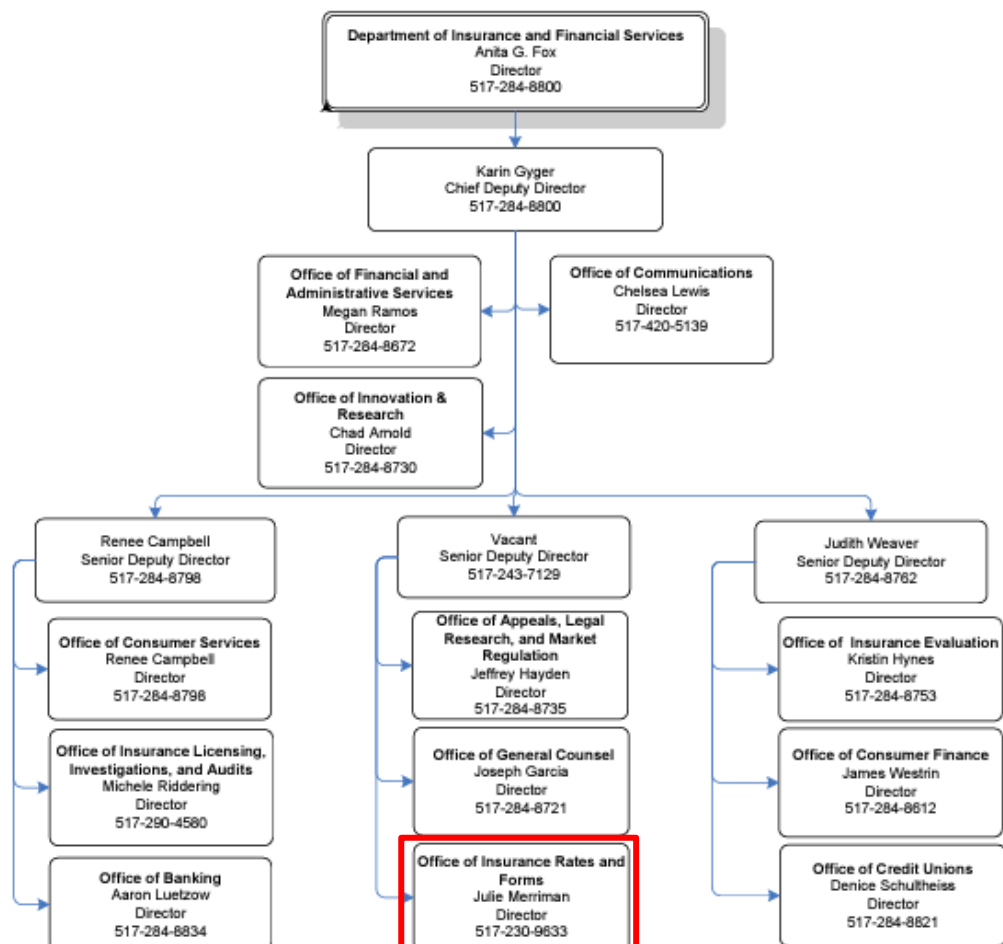 Department of Insurance and Financial Services
Anita G. Fox
Director
517-284-8800
Karin Gyger
Chief Deputy Director
517-284-8800
Office of Financial and
Administrative Services
Megan Ramos
Director
517-284-8672
Office of Communications
Chelsea Lewis
Director
517-420-5139
Office of Innovation &
Research
Chad Arnold
Director
517-284-8730
Renee Campbell
Senior Deputy Director
517-284-8798
Vacant
Senior Deputy Director
517-243-7129
Judith Weaver
Senior Deputy Director
517-284-8762
Office of Consumer Services
Renee Campbell
Director
517-284-8798
Office of Appeals, Legal
Research, and Market
Regulation
Jeffrey Hayden
Director
517-284-8735
Office of Insurance Evaluation
Kristin Hynes
Director
517-284-8753
Office of Insurance Licensing,
Investigations, and Audits
Michele Riddering
Director
517-290-4580
Office of General Counsel
Joseph Garcia
Director
517-284-8721
Office of Consumer Finance
James Westrin
Director
517-284-8612
Office of Banking
Aaron Luetzow
Director
517-284-8834
Office of Insurance Rates and
Forms
Julie Merriman
Director
517-230-9633
Office of Credit Unions
Denice Schultheiss
Director
517-284-8821